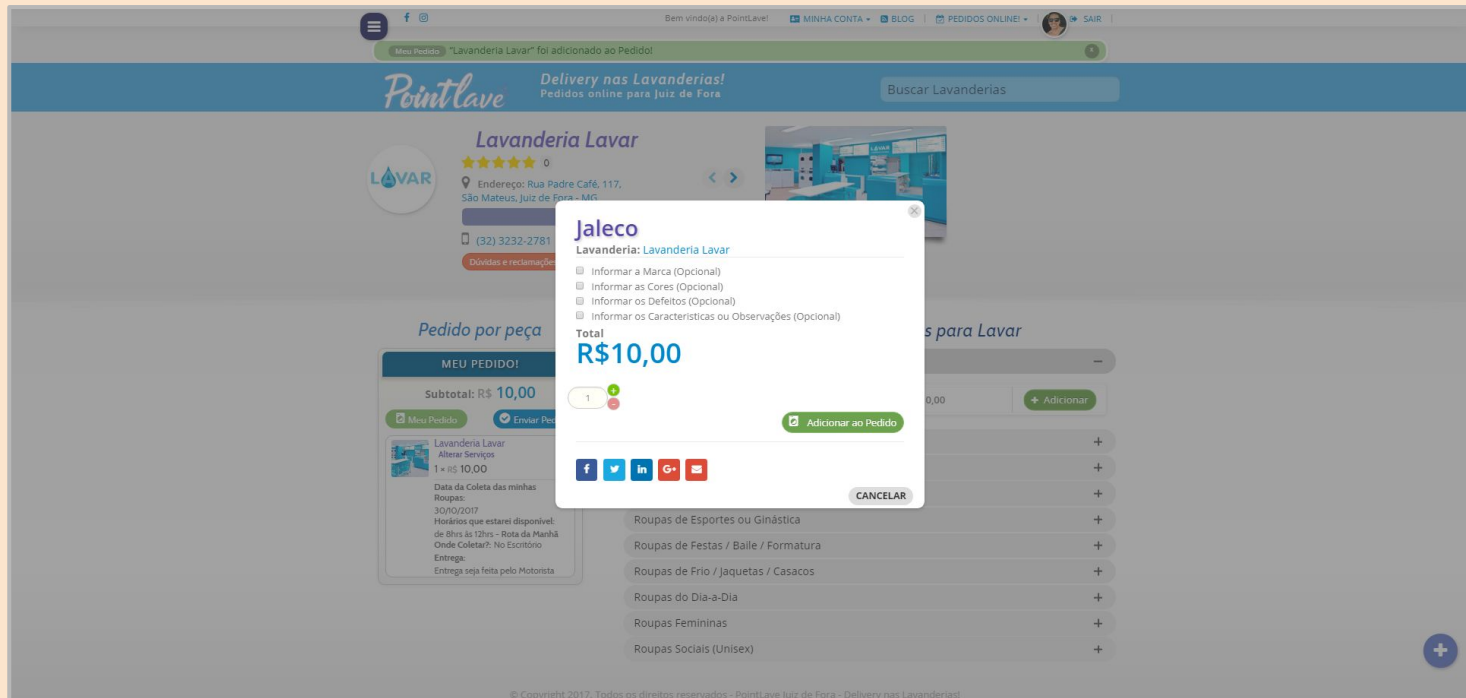 Bem vindo(a) a PointLave! MINHA CONTA BLOG PEDIDOS ONLINE! SAIR
Meu Pedido "Lavanderia Lavar" foi adicionado ao Pedido!
PointLave
Delivery nas Lavanderias!
Pedidos online para Juiz de Fora
Buscar Lavanderias
LAVAR
Lavanderia Lavar
0
Endereço: Rua Padre Café, 117,
São Mateus, Juiz de Fora - MG
(32) 3232-2781
Dúvidas e reclamações
LAVAR
Jaleco
Lavanderia: Lavanderia Lavar
Informar a Marca (Opcional)
Informar as Cores (Opcional)
Informar os Defeitos (Opcional)
Informar os Caracteristicas ou Observações (Opcional)
Total
R$10,00
1
Adicionar ao Pedido
CANCELAR
Pedido por peça
MEU PEDIDO!
Subtotal: R$ 10,00
Meu Pedido
Enviar Ped
Lavanderia Lavar
Alterar Serviços
1 × R$ 10,00
Data da Coleta das minhas
Roupas:
30/10/2017
Horários que estarei disponível:
de 8hrs às 12hrs - Rota da Manhã
Onde Coletar?: No Escritório
Entrega:
Entrega seja feita pelo Motorista
s para Lavar
0,00
+ Adicionar
Roupas de Esportes ou Ginástica
Roupas de Festas / Baile / Formatura
Roupas de Frio / Jaquetas / Casacos
Roupas do Dia-a-Dia
Roupas Femininas
Roupas Sociais (Unisex)
© Copyright 2017. Todos os direitos reservados - PointLave Juiz de Fora - Delivery nas Lavanderias!